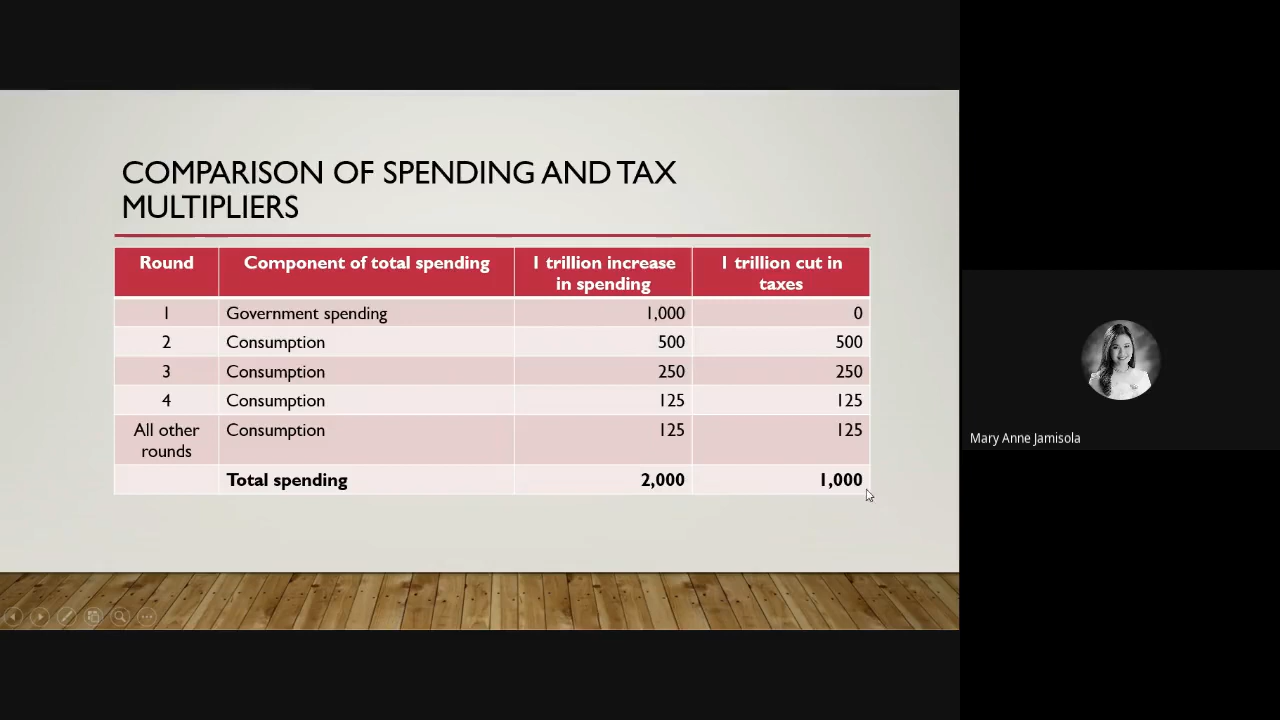 COMPARISON OF SPENDING AND TAX
MULTIPLIERS
Round Component of total spending 1 trillion increase in spending 1 trillion cut in taxes
1 Government spending 1,000 0
2 Consumption 500 500
3 Consumption 250 250
4 Consumption 125 125
All other rounds Consumption 125 125
Total spending 2,000 1,000
Mary Anne Jamisola